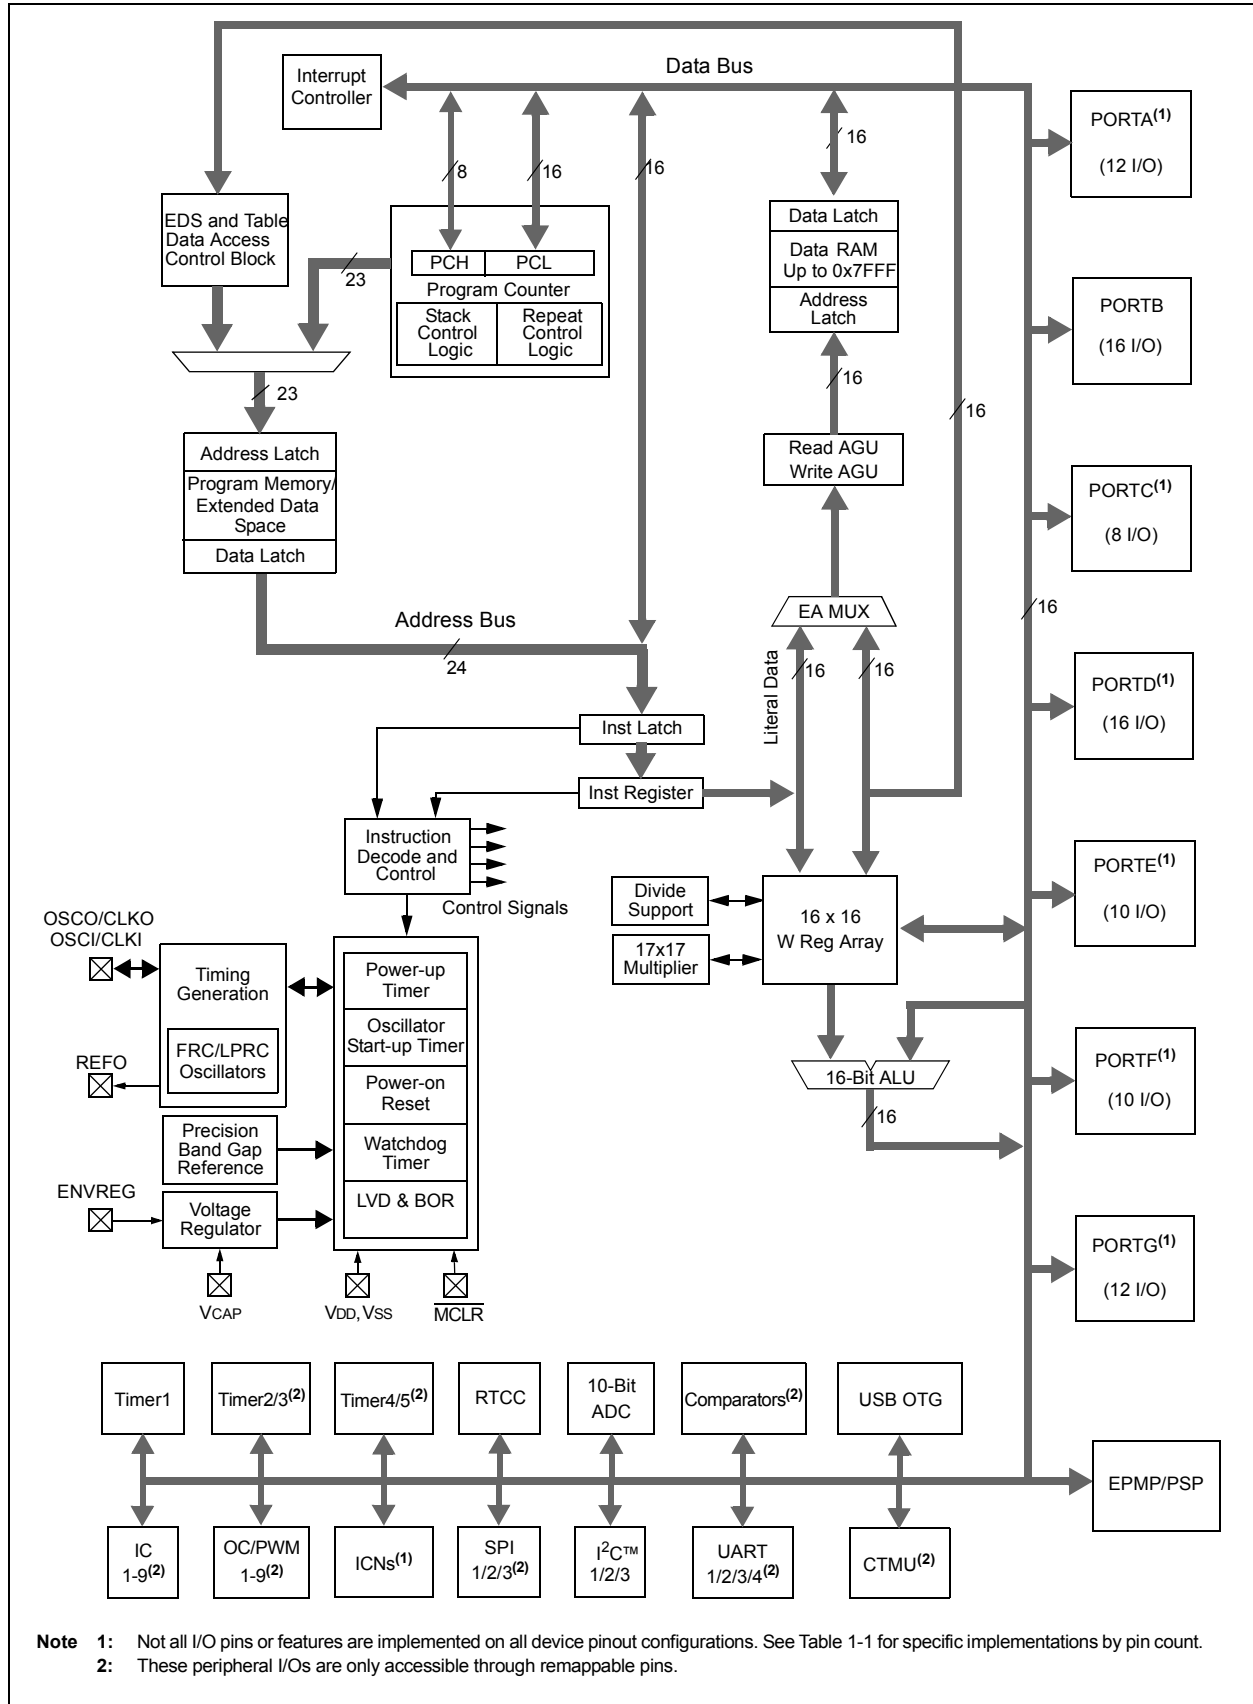 Data Bus
Interrupt
Controller
8
16
16
16
PORTA(1)
(12 I/O)
EDS and Table
Data Access
Control Block
23
PCH
PCL
Program Counter
Stack
Control
Logic
Repeat
Control
Logic
Data Latch
Data RAM
Up to 0x7FFF
Address
Latch
PORTB
(16 I/O)
23
16
16
Address Latch
Program Memory/
Extended Data
Space
Data Latch
Read AGU
Write AGU
PORTC(1)
(8 I/O)
Address Bus
24
EA MUX
16
Literal Data
16
16
PORTD(1)
(16 I/O)
Inst Latch
Inst Register
Instruction
Decode and
Control
Control Signals
Divide
Support
17x17
Multiplier
16 x 16
W Reg Array
PORTE(1)
(10 I/O)
OSCO/CLKO
OSCI/CLKI
Timing
Generation
FRC/LPRC
Oscillators
REFO
Power-up
Timer
Oscillator
Start-up Timer
Power-on
Reset
Watchdog
Timer
LVD & BOR
16-Bit ALU
16
PORTF(1)
(10 I/O)
Precision
Band Gap
Reference
ENVREG
Voltage
Regulator
VCAP
VDD, VSS
MCLR
PORTG(1)
(12 I/O)
Timer1
Timer2/3(2)
Timer4/5(2)
RTCC
10-Bit
ADC
Comparators(2)
USB OTG
EPMP/PSP
IC
1-9(2)
OC/PWM
1-9(2)
ICNs(1)
SPI
1/2/3(2)
I2C™
1/2/3
UART
1/2/3/4(2)
CTMU(2)
Note 1: Not all I/O pins or features are implemented on all device pinout configurations. See Table 1-1 for specific implementations by pin count.
2: These peripheral I/Os are only accessible through remappable pins.